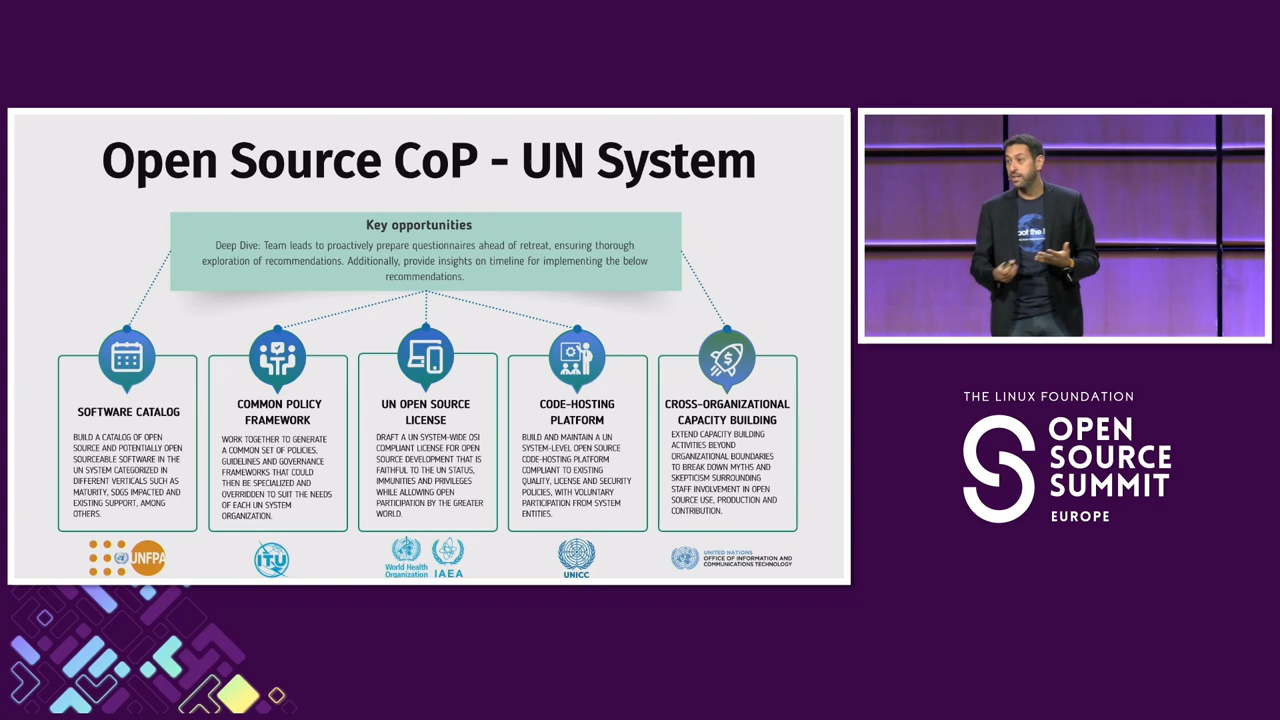 Open Source CoP - UN System
Key opportunities
Deep Dive: Team leads to proactively prepare questionnaires ahead of retreat, ensuring thorough
exploration of recommendations. Additionally, provide insights on timeline for implementing the below
recommendations.
SOFTWARE CATALOG
BUILD A CATALOG OF OPEN
SOURCE AND POTENTIALLY OPEN
SOURCEABLE SOFTWARE IN THE
UN SYSTEM CATEGORIZED IN
DIFFERENT VERTICALS SUCH AS
MATURITY, SDGS IMPACTED AND
EXISTING SUPPORT, AMONG
OTHERS.
COMMON POLICY
FRAMEWORK
WORK TOGETHER TO GENERATE
A COMMON SET OF POLICIES,
GUIDELINES AND GOVERNANCE
FRAMEWORKS THAT COULD
THEN BE SPECIALIZED AND
OVERRIDDEN TO SUIT THE NEEDS
OF EACH UN SYSTEM
ORGANIZATION.
UN OPEN SOURCE
LICENSE
DRAFT A UN SYSTEM-WIDE OSI
COMPLIANT LICENSE FOR OPEN
SOURCE DEVELOPMENT THAT IS
FAITHFUL TO THE UN STATUS,
IMMUNITIES AND PRIVILEGES
WHILE ALLOWING OPEN
PARTICIPATION BY THE GREATER
WORLD.
CODE-HOSTING
PLATFORM
BUILD AND MAINTAIN A UN
SYSTEM-LEVEL OPEN SOURCE
CODE-HOSTING PLATFORM
COMPLIANT TO EXISTING
QUALITY, LICENSE AND SECURITY
POLICIES, WITH VOLUNTARY
PARTICIPATION FROM SYSTEM
ENTITIES.
CROSS-ORGANIZATIONAL
CAPACITY BUILDING
EXTEND CAPACITY BUILDING
ACTIVITIES BEYOND
ORGANIZATIONAL BOUNDARIES
TO BREAK DOWN MYTHS AND
SKEPTICISM SURROUNDING
STAFF INVOLVEMENT IN OPEN
SOURCE USE, PRODUCTION AND
CONTRIBUTION.
UNFPA
ITU
World Health
Organization
IAEA
UNICC
UNITED NATIONS
OFFICE OF INFORMATION AND
COMMUNICATIONS TECHNOLOGY
THE LINUX FOUNDATION
OPEN
SOURCE
SUMMIT
EUROPE